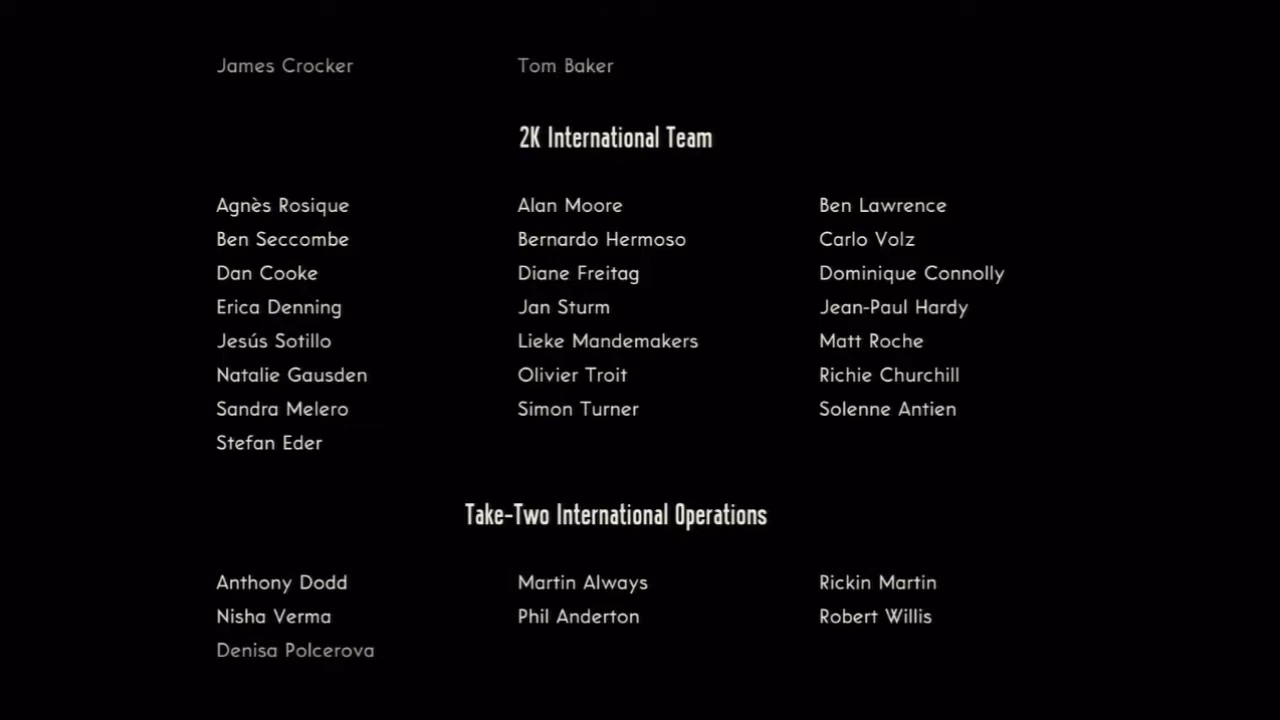 James Crocker Tom Baker
2K International Team
Agnès Rosique Alan Moore Ben Lawrence
Ben Seccombe Bernardo Hermoso Carlo Volz
Dan Cooke Diane Freitag Dominique Connolly
Erica Denning Jan Sturm Jean-Paul Hardy
Jesús Sotillo Lieke Mandemakers Matt Roche
Natalie Gausden Olivier Troit Richie Churchill
Sandra Melero Simon Turner Solenne Antien
Stefan Eder
Take-Two International Operations
Anthony Dodd Martin Always Rickin Martin
Nisha Verma Phil Anderton Robert Willis
Denisa Polcerova